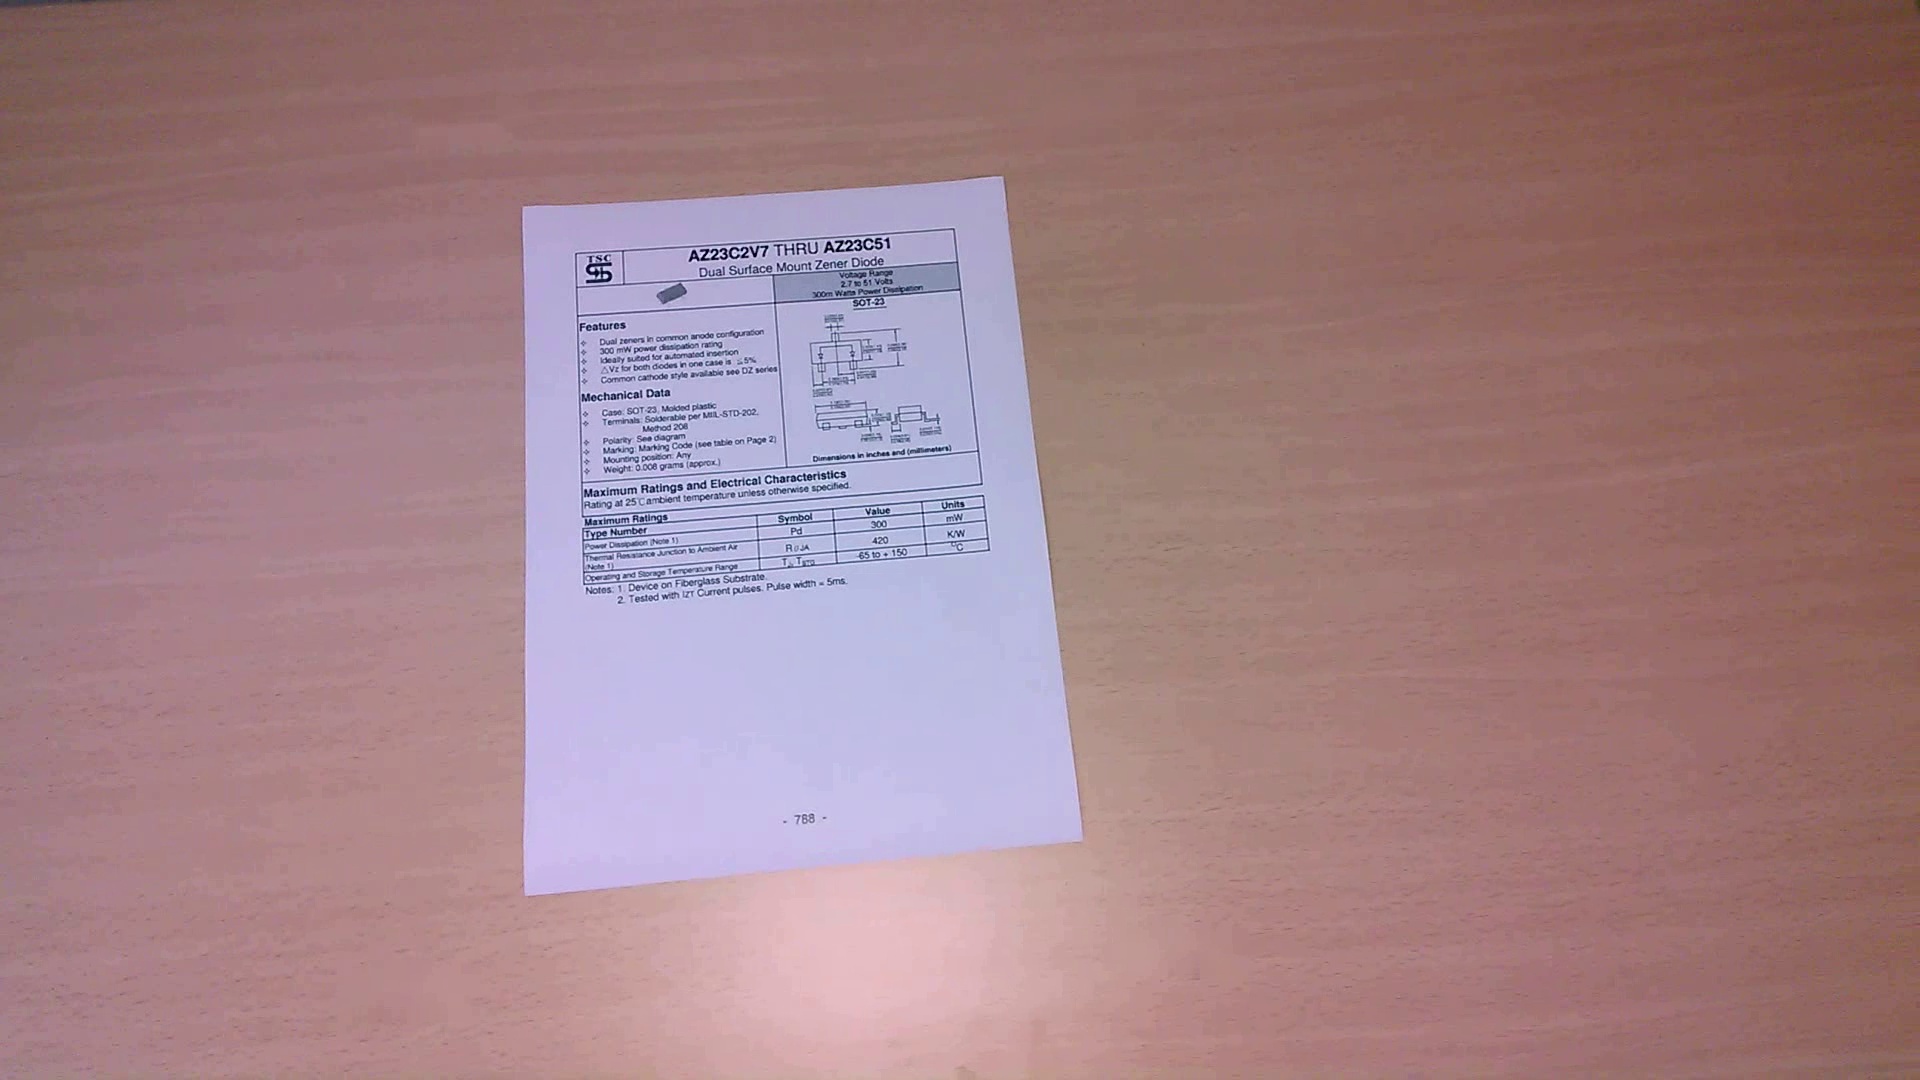 TSC
AZ23C2V7 THRU AZ23C51
Dual Surface Mount Zener Diode
Voltage Range
2.7 to 51 Volts
300m Watts Power Dissipation
SOT-23
Features
Dual zeners in common anode configuration
300 mW power dissipation rating
Ideally suited for automated insertion
△Vz for both diodes in one case is ≦5%
Common cathode style available see DZ series
Mechanical Data
Case: SOT-23, Molded plastic
Terminals: Solderable per MIIL-STD-202,
Method 208
Polarity: See diagram
Marking: Marking Code (see table on Page 2)
Mounting position: Any
Weight: 0.008 grams (approx.)
Dimensions in inches and (millimeters)
Maximum Ratings and Electrical Characteristics
Rating at 25℃ ambient temperature unless otherwise specified.
Maximum Ratings
Type Number Symbol Value Units
Power Dissipation (Note 1) Pd 300 mW
Thermal Resistance Junction to Ambient Air
(Note 1) RθJA 420 K/W
Operating and Storage Temperature Range TJ, TSTG -65 to + 150 °C
Notes: 1. Device on Fiberglass Substrate.
2. Tested with IZT Current pulses. Pulse width = 5ms.
- 788 -